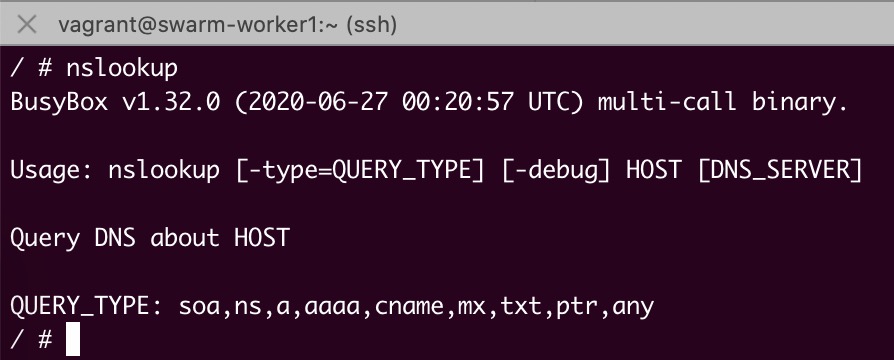 vagrant@swarm-worker1:~ (ssh)
/ # nslookup
BusyBox v1.32.0 (2020-06-27 00:20:57 UTC) multi-call binary.
Usage: nslookup [-type=QUERY_TYPE] [-debug] HOST [DNS_SERVER]
Query DNS about HOST
QUERY_TYPE: soa,ns,a,aaaa,cname,mx,txt,ptr,any
/ #